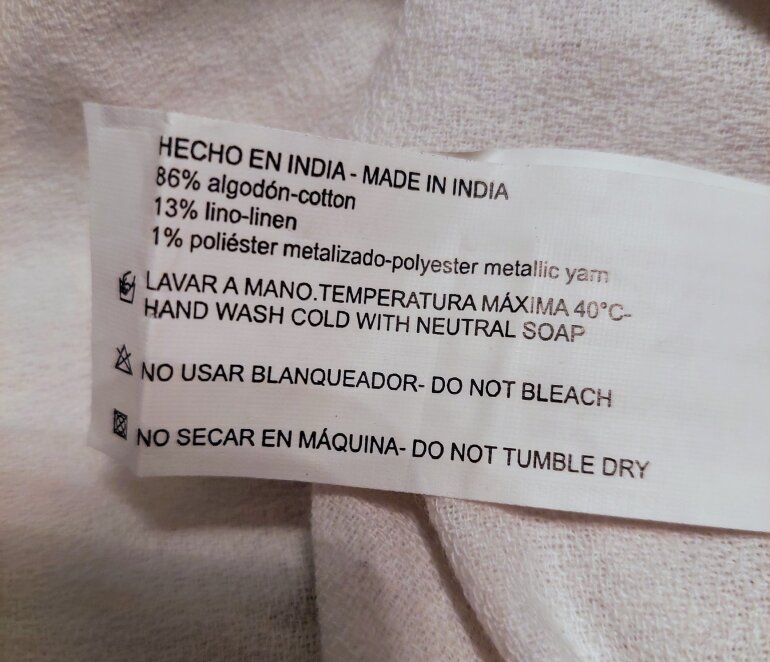 HECHO EN INDIA - MADE IN INDIA
86% algodón-cotton
13% lino-linen
1% poliéster metalizado-polyester metallic yarn
LAVAR A MANO.TEMPERATURA MÁXIMA 40°C-
HAND WASH COLD WITH NEUTRAL SOAP
NO USAR BLANQUEADOR- DO NOT BLEACH
NO SECAR EN MÁQUINA- DO NOT TUMBLE DRY